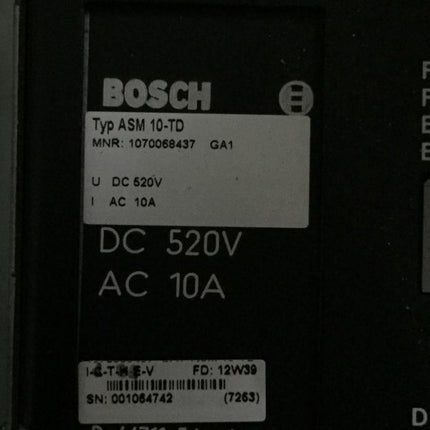 BOSCH
Typ ASM 10-TD
MNR: 1070068437 GA1
U DC 520V
I AC 10A
DC 520V
AC 10A
FD: 12W39
SN: 001064742 (7263)